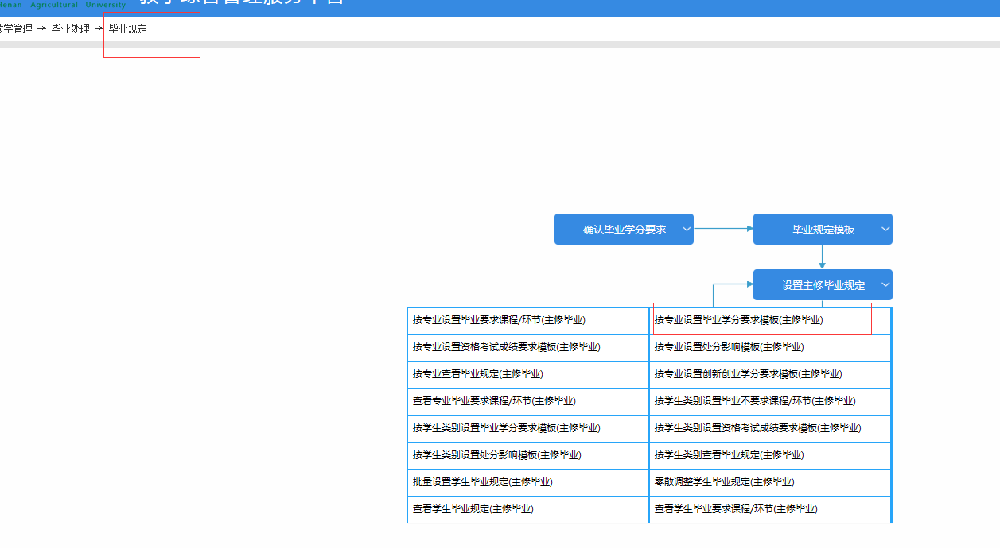 Henan Agricultural University 教学综合管理服务平台
教学管理 → 毕业处理 → 毕业规定
确认毕业学分要求
毕业规定模板
设置主修毕业规定
按专业设置毕业要求课程/环节(主修毕业)
按专业设置毕业学分要求模板(主修毕业)
按专业设置资格考试成绩要求模板(主修毕业)
按专业设置处分影响模板(主修毕业)
按专业查看毕业规定(主修毕业)
按专业设置创新创业学分要求模板(主修毕业)
查看专业毕业要求课程/环节(主修毕业)
按学生类别设置毕业不要求课程/环节(主修毕业)
按学生类别设置毕业学分要求模板(主修毕业)
按学生类别设置资格考试成绩要求模板(主修毕业)
按学生类别设置处分影响模板(主修毕业)
按学生类别查看毕业规定(主修毕业)
批量设置学生毕业规定(主修毕业)
零散调整学生毕业规定(主修毕业)
查看学生毕业规定(主修毕业)
查看学生毕业要求课程/环节(主修毕业)